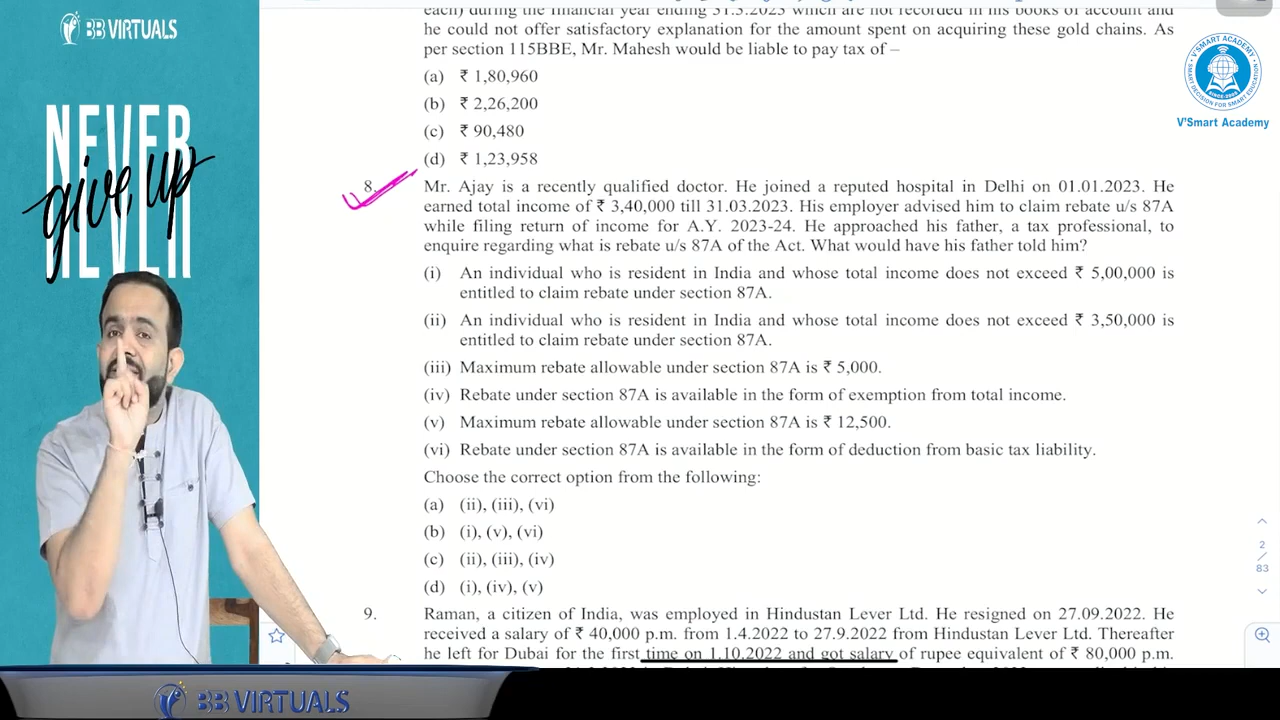 BB VIRTUALS
NEVER
give up
NEVER
each) during the financial year ending 31.3.2023 which are not recorded in his books of account and
he could not offer satisfactory explanation for the amount spent on acquiring these gold chains. As
per section 115BBE, Mr. Mahesh would be liable to pay tax of –
(a) ₹ 1,80,960
(b) ₹ 2,26,200
(c) ₹ 90,480
(d) ₹ 1,23,958
8. Mr. Ajay is a recently qualified doctor. He joined a reputed hospital in Delhi on 01.01.2023. He
earned total income of ₹ 3,40,000 till 31.03.2023. His employer advised him to claim rebate u/s 87A
while filing return of income for A.Y. 2023-24. He approached his father, a tax professional, to
enquire regarding what is rebate u/s 87A of the Act. What would have his father told him?
(i) An individual who is resident in India and whose total income does not exceed ₹ 5,00,000 is
entitled to claim rebate under section 87A.
(ii) An individual who is resident in India and whose total income does not exceed ₹ 3,50,000 is
entitled to claim rebate under section 87A.
(iii) Maximum rebate allowable under section 87A is ₹ 5,000.
(iv) Rebate under section 87A is available in the form of exemption from total income.
(v) Maximum rebate allowable under section 87A is ₹ 12,500.
(vi) Rebate under section 87A is available in the form of deduction from basic tax liability.
Choose the correct option from the following:
(a) (ii), (iii), (vi)
(b) (i), (v), (vi)
(c) (ii), (iii), (iv)
(d) (i), (iv), (v)
9. Raman, a citizen of India, was employed in Hindustan Lever Ltd. He resigned on 27.09.2022. He
received a salary of ₹ 40,000 p.m. from 1.4.2022 to 27.9.2022 from Hindustan Lever Ltd. Thereafter
he left for Dubai for the first time on 1.10.2022 and got salary of rupee equivalent of ₹ 80,000 p.m.
V'SMART ACADEMY
SMART DECISION FOR SMART EDUCATION
V'Smart Academy
2
/
83
BB VIRTUALS